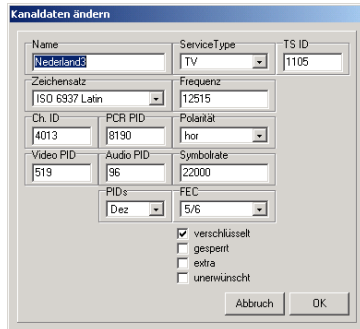 Kanaldaten ändern
Name ServiceType TS ID
Nederland3 TV 1105
Zeichensatz Frequenz
ISO 6937 Latin 12515
Ch. ID PCR PID Polarität
4013 8190 hor
Video PID Audio PID Symbolrate
519 96 22000
PIDs FEC
Dez 5/6
verschlüsselt
gesperrt
extra
unerwünscht
Abbruch OK